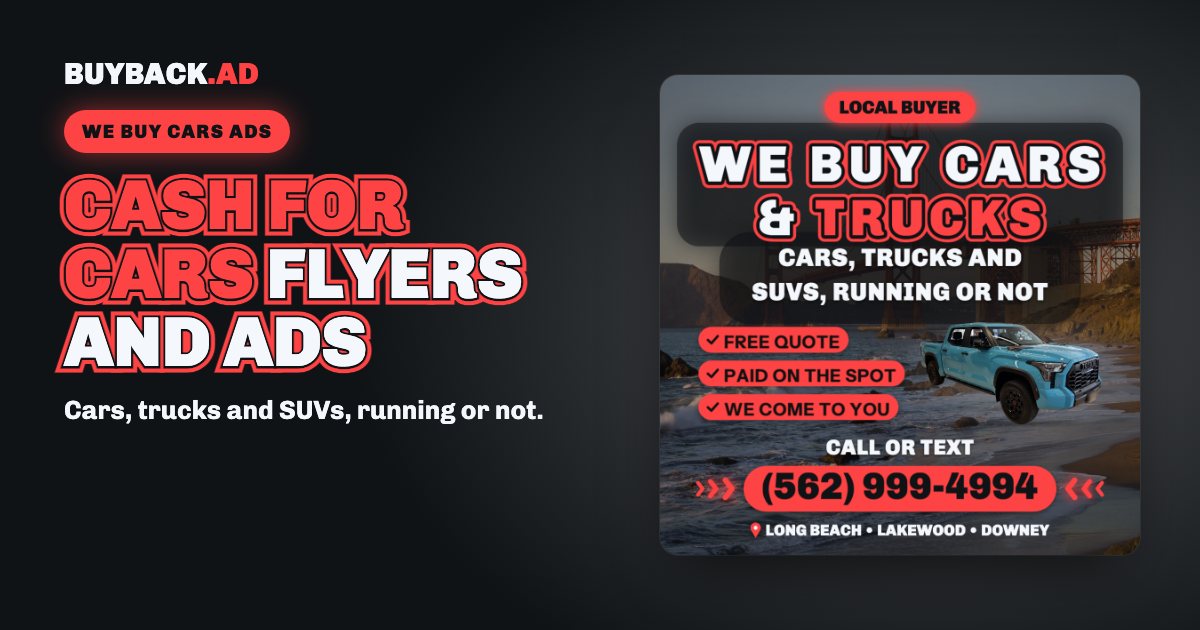 BUYBACK.AD
WE BUY CARS ADS
CASH FOR
CARS FLYERS
AND ADS
Cars, trucks and SUVs, running or not.
LOCAL BUYER
WE BUY CARS
& TRUCKS
CARS, TRUCKS AND
SUVS, RUNNING OR NOT
✓ FREE QUOTE
✓ PAID ON THE SPOT
✓ WE COME TO YOU
CALL OR TEXT
(562) 999-4994
📍 LONG BEACH • LAKEWOOD • DOWNEY